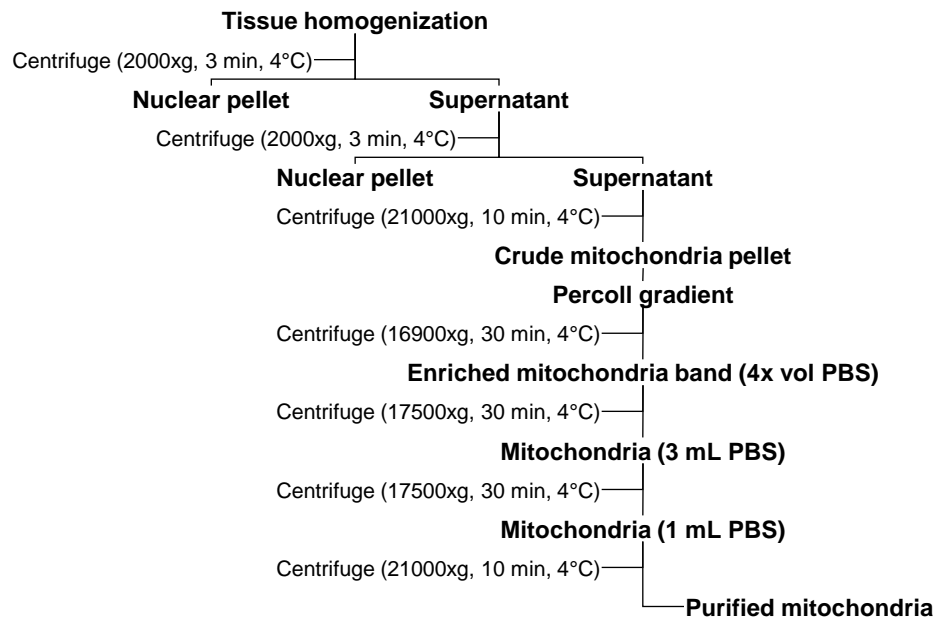 Tissue homogenization
Centrifuge (2000xg, 3 min, 4°C)
Nuclear pellet Supernatant
Centrifuge (2000xg, 3 min, 4°C)
Nuclear pellet Supernatant
Centrifuge (21000xg, 10 min, 4°C)
Crude mitochondria pellet
Percoll gradient
Centrifuge (16900xg, 30 min, 4°C)
Enriched mitochondria band (4x vol PBS)
Centrifuge (17500xg, 30 min, 4°C)
Mitochondria (3 mL PBS)
Centrifuge (17500xg, 30 min, 4°C)
Mitochondria (1 mL PBS)
Centrifuge (21000xg, 10 min, 4°C)
Purified mitochondria